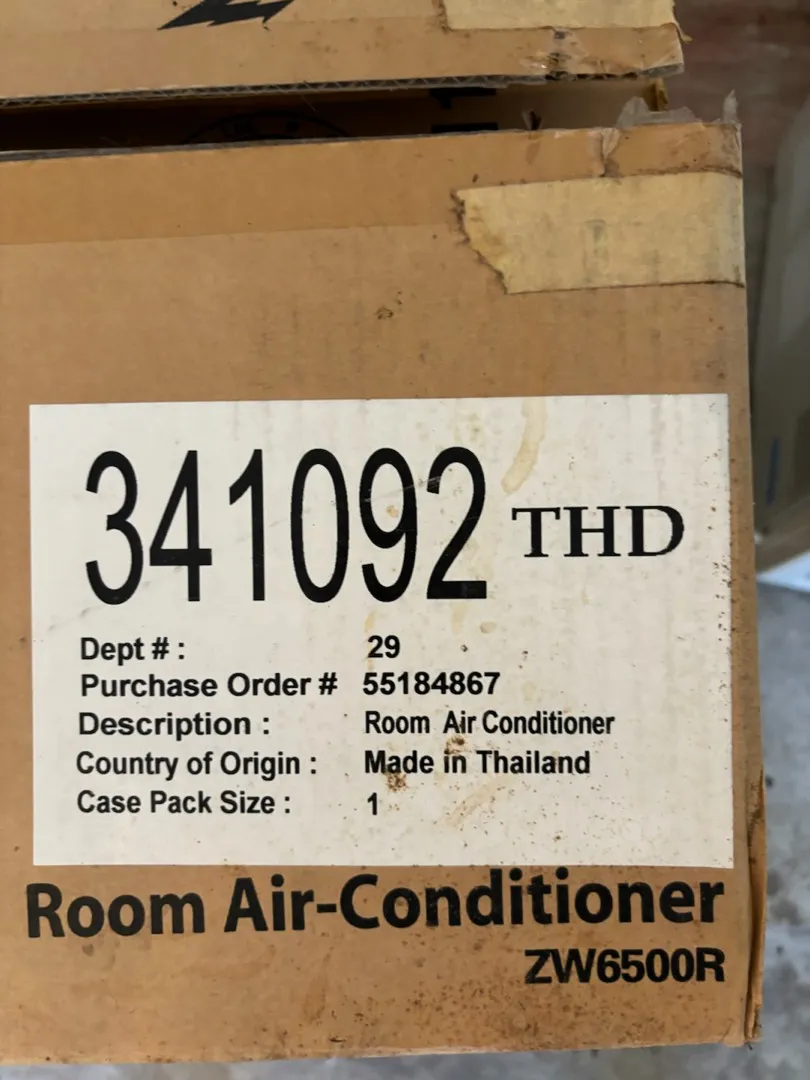 341092 THD
Dept # : 29
Purchase Order # 55184867
Description : Room Air Conditioner
Country of Origin : Made in Thailand
Case Pack Size : 1
Room Air-Conditioner
ZW6500R